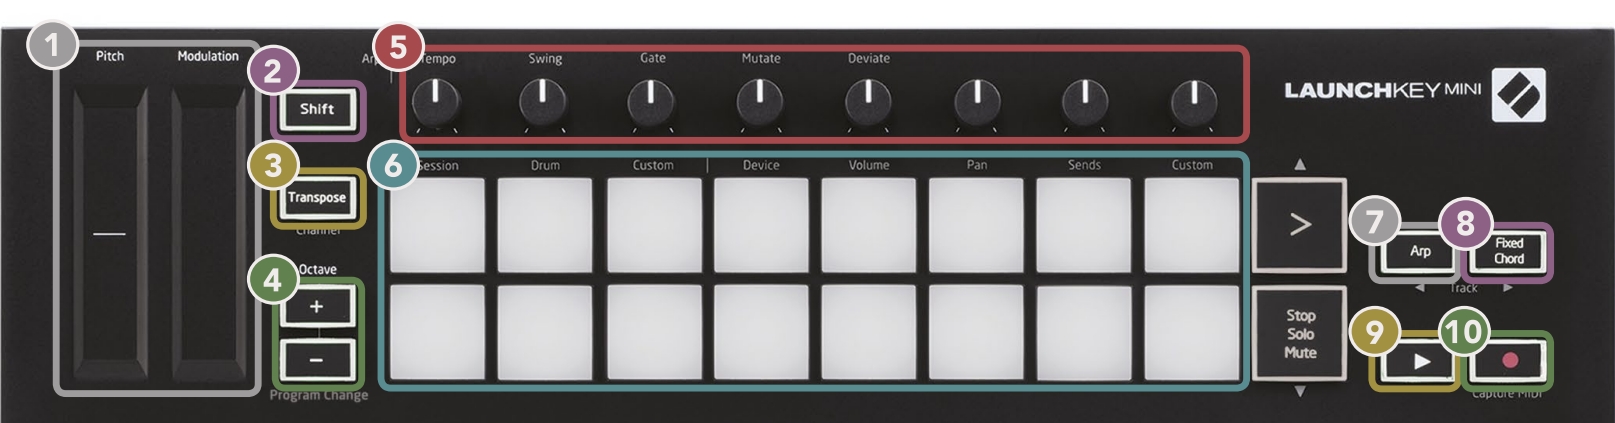 1
Pitch
Modulation
2
Shift
3
Transpose
Channel
4
Octave
+
−
Program Change
5
Tempo
Swing
Gate
Mutate
Deviate
6
Session
Drum
Custom
Device
Volume
Pan
Sends
Custom
>
Stop
Solo
Mute
LAUNCHKEY MINI
7
Arp
8
Fixed
Chord
Track
9
10
Capture MIDI